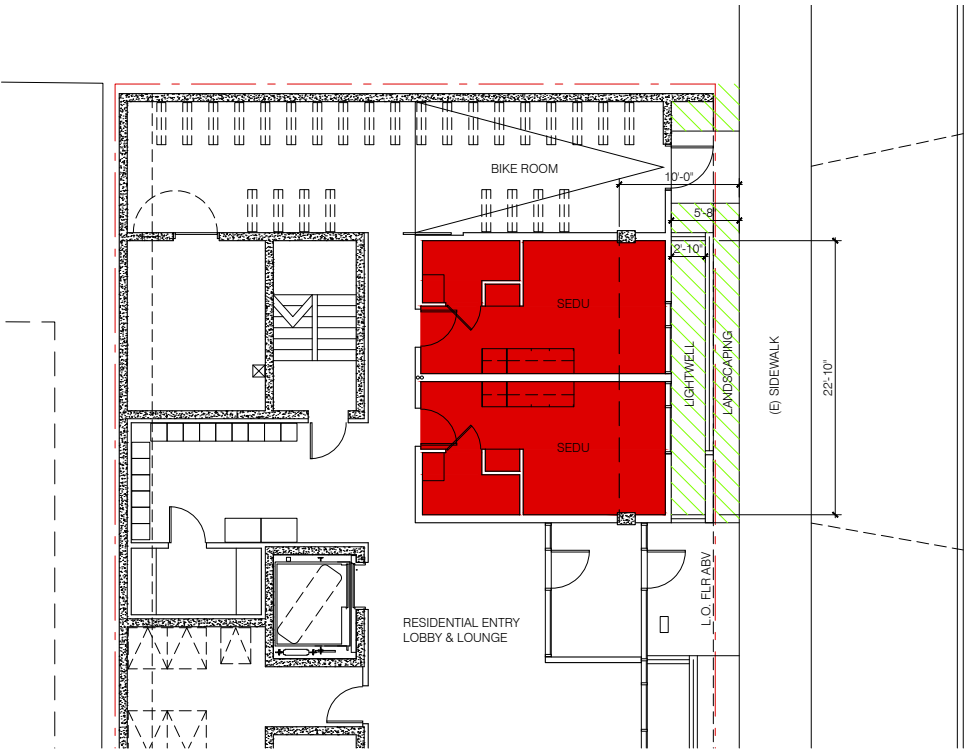 BIKE ROOM
10'-0"
5'-8"
2'-10"
SEDU
LIGHTWELL
LANDSCAPING
(E) SIDEWALK
22'-10"
SEDU
L.O. FLR ABV
RESIDENTIAL ENTRY
LOBBY & LOUNGE